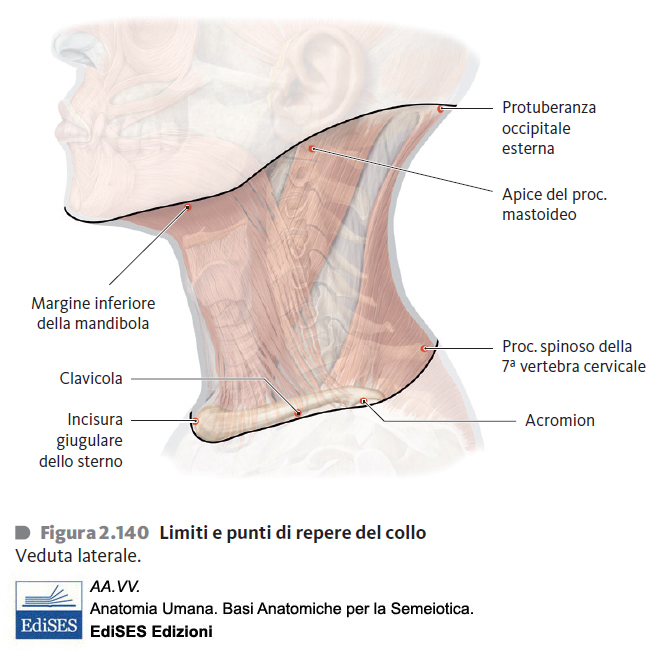 Protuberanza
occipitale
esterna
Apice del proc.
mastoideo
Margine inferiore
della mandibola
Proc. spinoso della
7ª vertebra cervicale
Clavicola
Incisura
giugulare
dello sterno
Acromion
Figura 2.140 Limiti e punti di repere del collo
Veduta laterale.
EdiSES
AA.VV.
Anatomia Umana. Basi Anatomiche per la Semeiotica.
EdiSES Edizioni